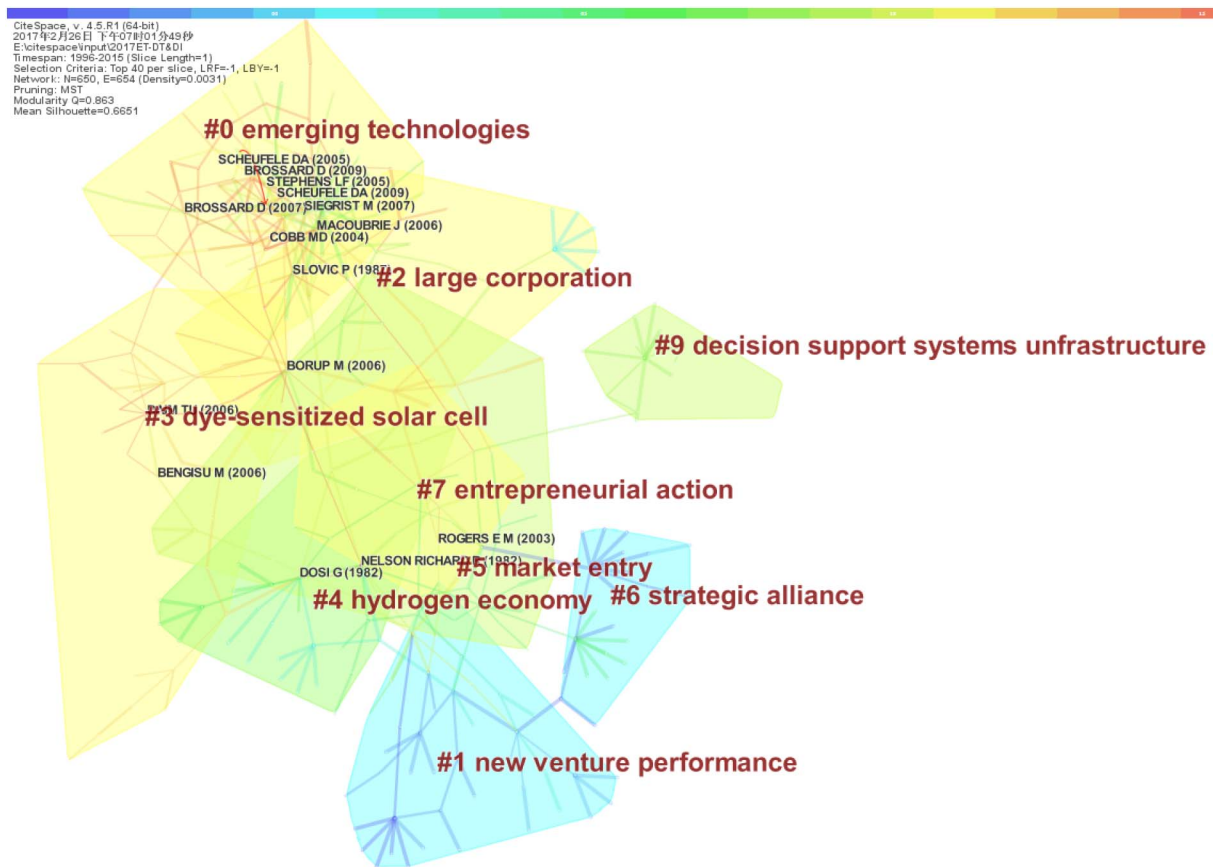 CiteSpace, v. 4.5.R1 (64-bit)
2017年2月26日 下午07时01分49秒
E:\citespace\input\2017ET-DT&DI
Timespan: 1996-2015 (Slice Length=1)
Selection Criteria: Top 40 per slice, LRF=-1, LBY=-1
Network: N=650, E=654 (Density=0.0031)
Pruning: MST
Modularity Q=0.863
Mean Silhouette=0.6651
#0 emerging technologies
SCHEUFELE DA (2005)
BROSSARD D (2009)
STEPHENS LF (2005)
SCHEUFELE DA (2009)
BROSSARD D (2007)
SIEGRIST M (2007)
MACOUBRIE J (2006)
COBB MD (2004)
SLOVIC P (1987)
#2 large corporation
#9 decision support systems unfrastructure
BORUP M (2006)
(2006)
#3 dye-sensitized solar cell
BENGISU M (2006)
#7 entrepreneurial action
ROGERS E M (2003)
NELSON RICHARD (1982)
#5 market entry
DOSI G (1982)
#4 hydrogen economy
#6 strategic alliance
#1 new venture performance